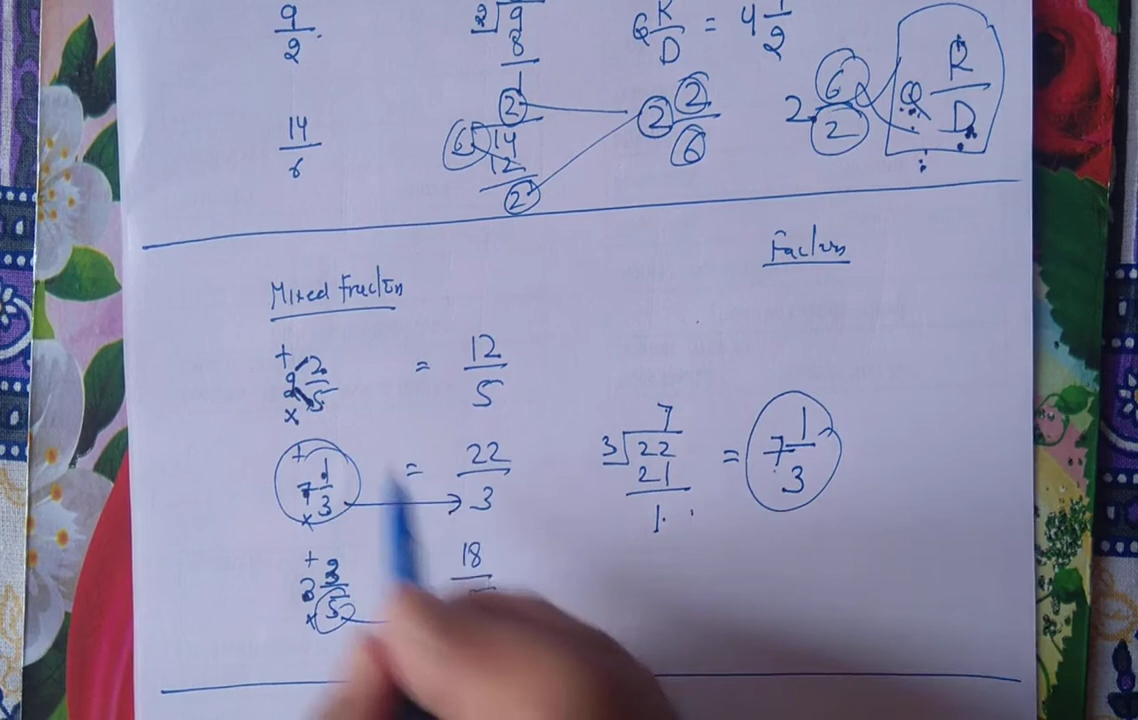 9/2 2)9 8 1 Q R/D = 4 1/2
14/6 6)14 12 2 2 2/6 2 6/2 Q R/D
Factors
Mixed Fraction
+ 2 2/5 × = 12/5
+ 7 1/3 × = 22/3 3)22 7 21 1 = 7 1/3
+ 3/5 × 18